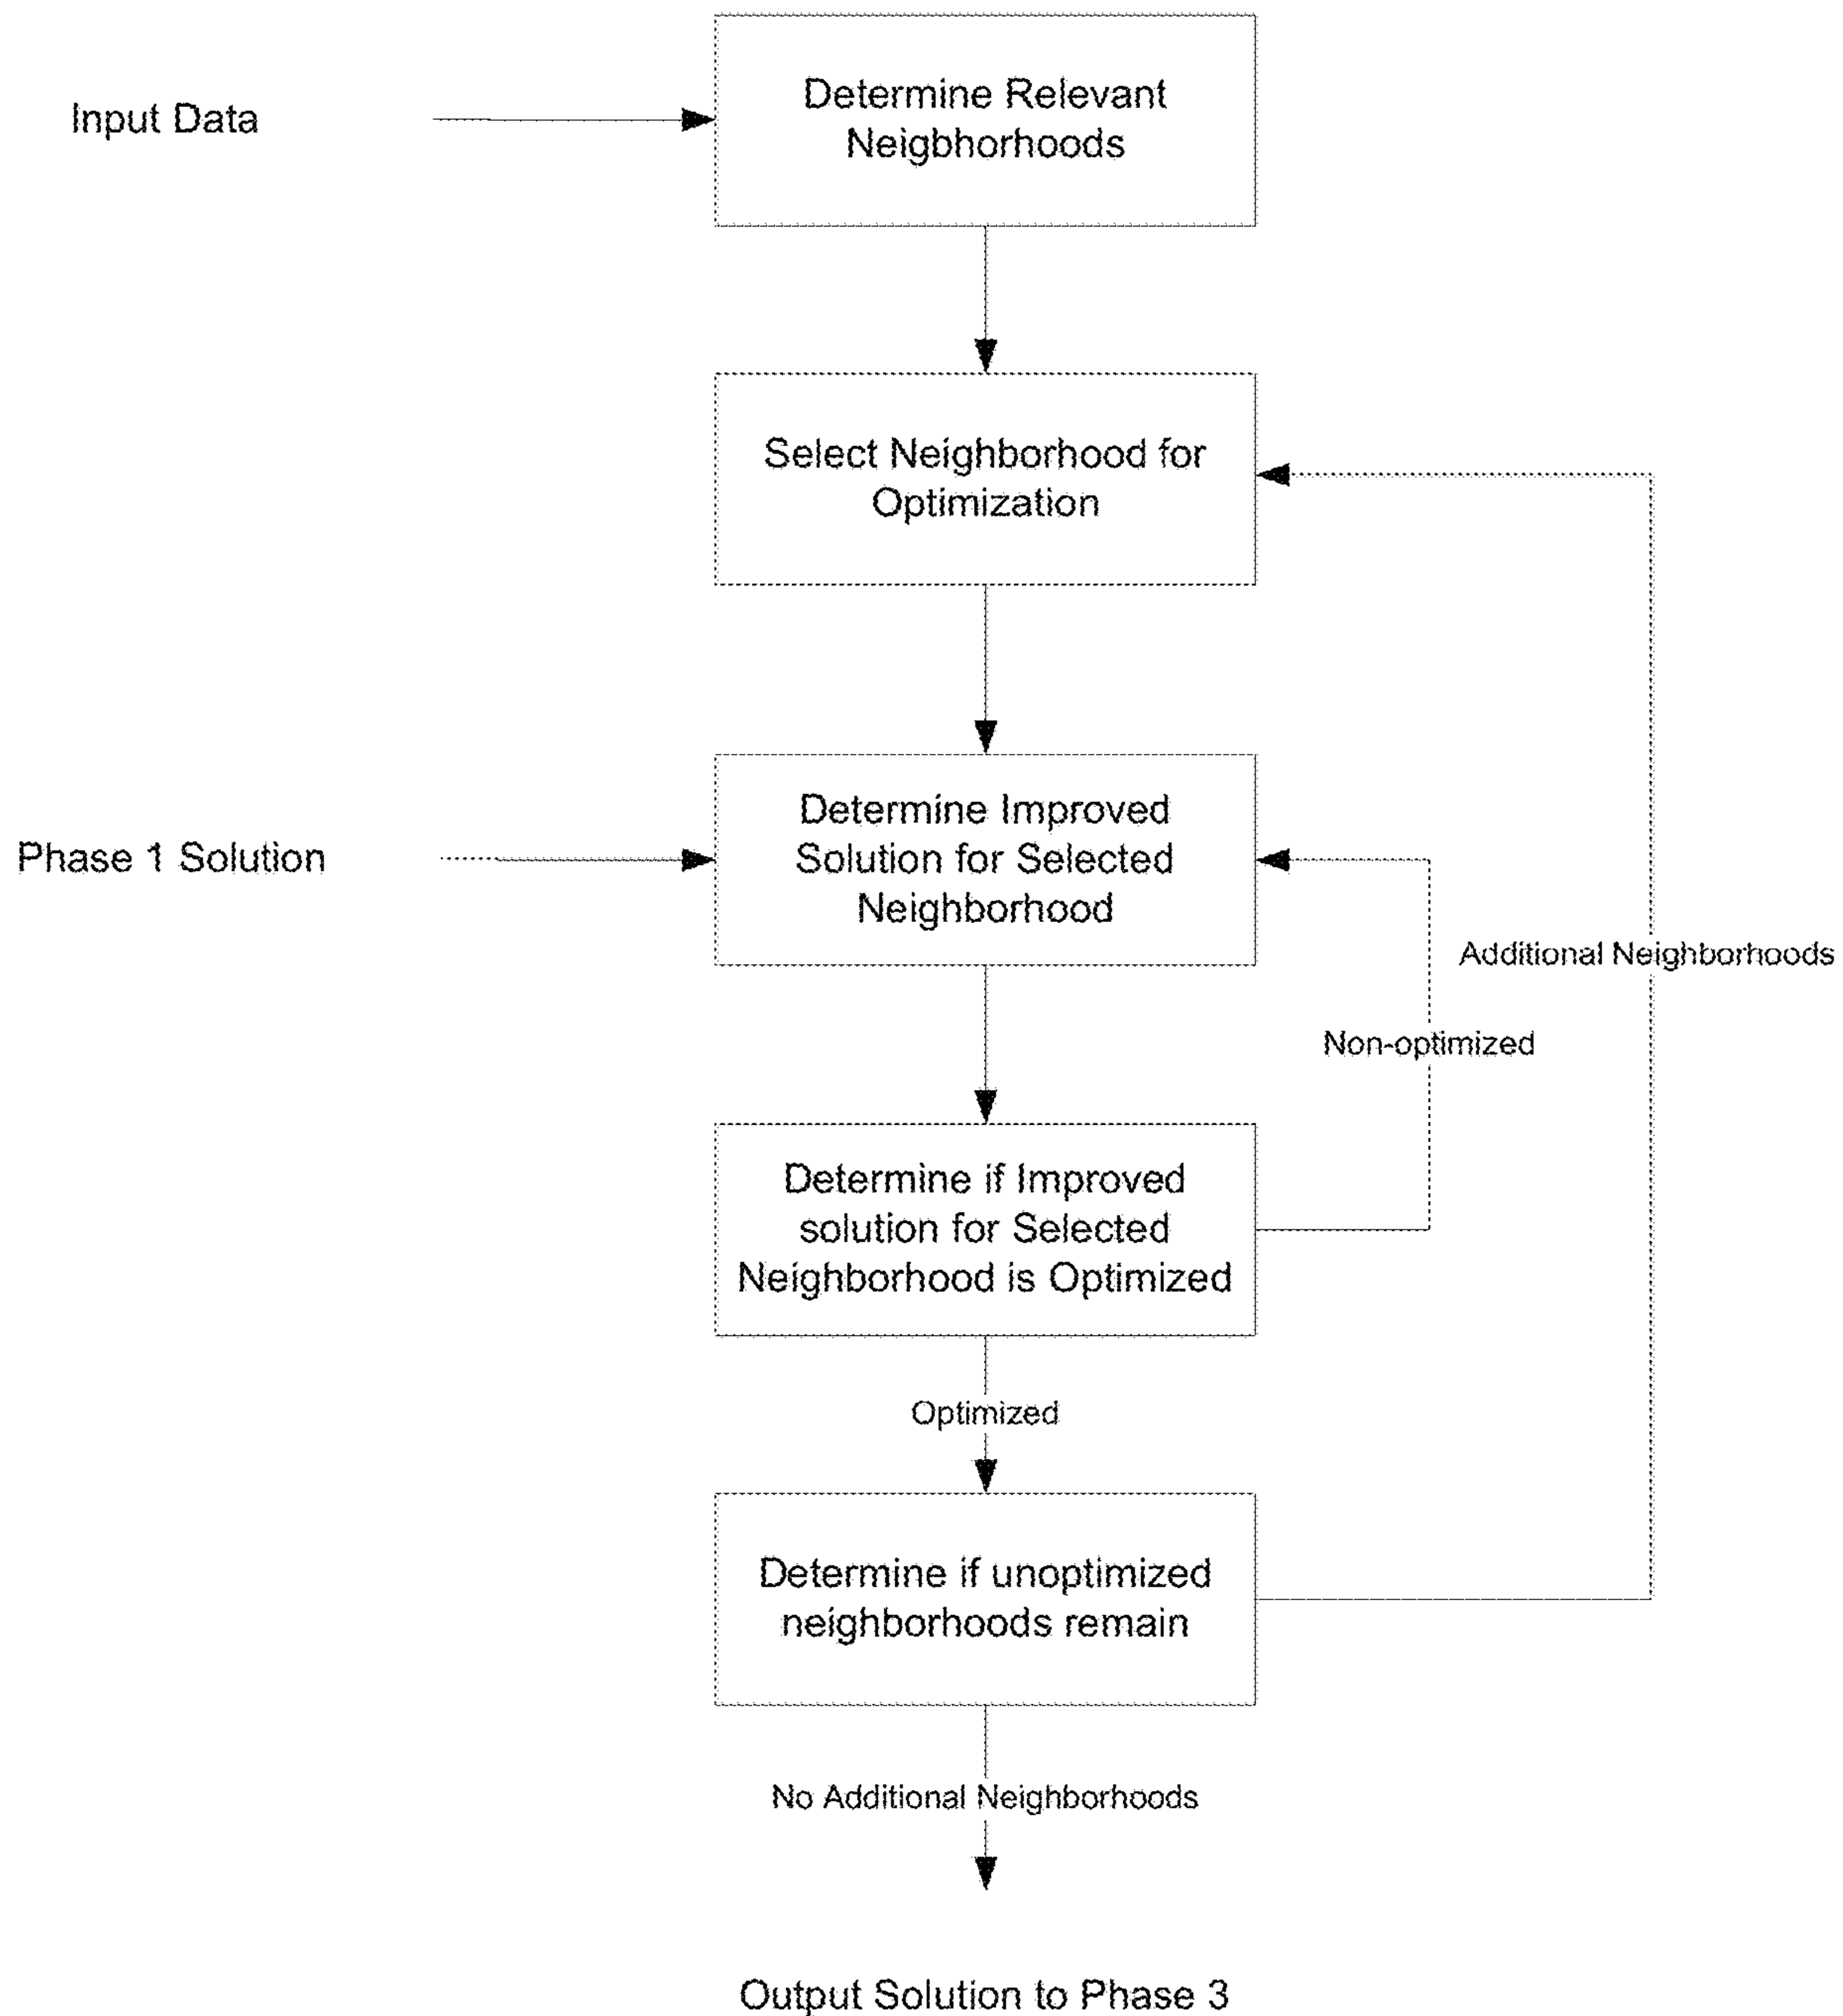 Determine Relevant
Neigbhorhoods
Input Data
Select Neighborhood for
Optimization
Determine Improved
Solution for Selected
Neighborhood
Phase 1 Solution
Additional Neighborhoods
Non-optimized
Determine if Improved
solution for Selected
Neighborhood is Optimized
Optimized
Determine if unoptimized
neighborhoods remain
No Additional Neighborhoods
Output Solution to Phase 3